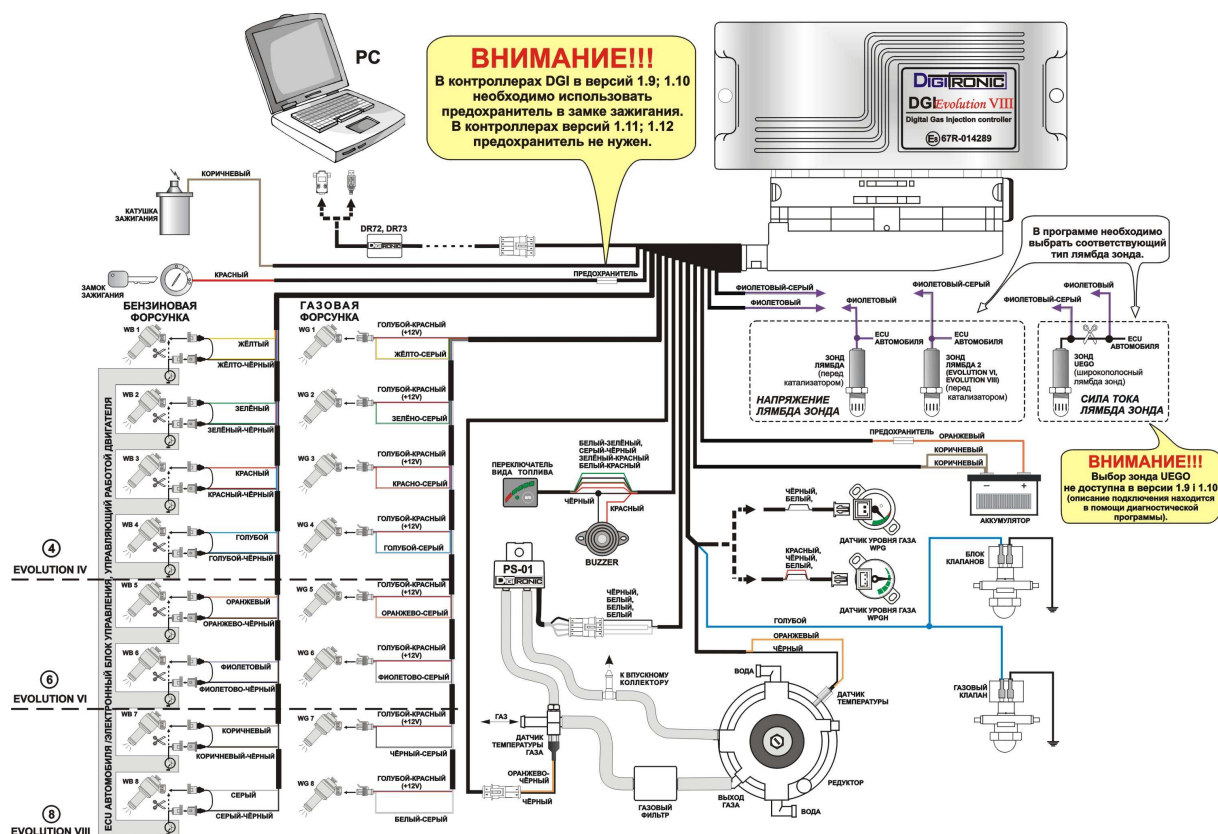 PC
ВНИМАНИЕ!!!
В контроллерах DGI в версий 1.9; 1.10
необходимо использовать
предохранитель в замке зажигания.
В контроллерах версий 1.11; 1.12
предохранитель не нужен.
DIGITRONIC
DGI Evolution VIII
Digital Gas Injection controller
E8 67R-014289
КОРИЧНЕВЫЙ
КАТУШКА
ЗАЖИГАНИЯ
DR72, DR73
DIGITRONIC
КРАСНЫЙ
ПРЕДОХРАНИТЕЛЬ
ЗАМОК
ЗАЖИГАНИЯ
В программе необходимо
выбрать соответствующий
тип лямбда зонда.
ФИОЛЕТОВЫЙ-СЕРЫЙ
ФИОЛЕТОВЫЙ
ФИОЛЕТОВЫЙ
ФИОЛЕТОВЫЙ-СЕРЫЙ
ECU
АВТОМОБИЛЯ
ECU
АВТОМОБИЛЯ
ЗОНД
ЛЯМБДА
(перед
катализатором)
ЗОНД
ЛЯМБДА 2
(EVOLUTION VI,
EVOLUTION VIII)
(перед
катализатором)
НАПРЯЖЕНИЕ
ЛЯМБДА ЗОНДА
ФИОЛЕТОВЫЙ
ФИОЛЕТОВЫЙ-СЕРЫЙ
ECU
АВТОМОБИЛЯ
ЗОНД
UEGO
(широкополосный
лямбда зонд)
СИЛА ТОКА
ЛЯМБДА ЗОНДА
ВНИМАНИЕ!!!
Выбор зонда UEGO
не доступна в версии 1.9 i 1.10
(описание подключения находится
в помощи диагностической
программы).
БЕНЗИНОВАЯ
ФОРСУНКА
ГАЗОВАЯ
ФОРСУНКА
ECU АВТОМОБИЛЯ /ЭЛЕКТРОННЫЙ БЛОК УПРАВЛЕНИЯ, УПРАВЛЯЮЩИЙ РАБОТОЙ ДВИГАТЕЛЯ
WB 1
ЖЁЛТЫЙ
ЖЁЛТО-ЧЁРНЫЙ
WG 1
ГОЛУБОЙ-КРАСНЫЙ
(+12V)
ЖЁЛТО-СЕРЫЙ
WB 2
ЗЕЛЁНЫЙ
ЗЕЛЁНЫЙ-ЧЁРНЫЙ
WG 2
ГОЛУБОЙ-КРАСНЫЙ
(+12V)
ЗЕЛЁНО-СЕРЫЙ
WB 3
КРАСНЫЙ
КРАСНЫЙ-ЧЁРНЫЙ
WG 3
ГОЛУБОЙ-КРАСНЫЙ
(+12V)
КРАСНО-СЕРЫЙ
WB 4
ГОЛУБОЙ
ГОЛУБОЙ-ЧЁРНЫЙ
WG 4
ГОЛУБОЙ-КРАСНЫЙ
(+12V)
ГОЛУБОЙ-СЕРЫЙ
4
EVOLUTION IV
WB 5
ОРАНЖЕВЫЙ
ОРАНЖЕВО-ЧЁРНЫЙ
WG 5
ГОЛУБОЙ-КРАСНЫЙ
(+12V)
ОРАНЖЕВО-СЕРЫЙ
WB 6
ФИОЛЕТОВЫЙ
ФИОЛЕТОВО-ЧЁРНЫЙ
WG 6
ГОЛУБОЙ-КРАСНЫЙ
(+12V)
ФИОЛЕТОВО-СЕРЫЙ
6
EVOLUTION VI
WB 7
КОРИЧНЕВЫЙ
КОРИЧНЕВЫЙ-ЧЁРНЫЙ
WG 7
ГОЛУБОЙ-КРАСНЫЙ
(+12V)
ЧЁРНЫЙ-СЕРЫЙ
WB 8
СЕРЫЙ
СЕРЫЙ-ЧЁРНЫЙ
WG 8
ГОЛУБОЙ-КРАСНЫЙ
(+12V)
БЕЛЫЙ-СЕРЫЙ
8
EVOLUTION VIII
ПЕРЕКЛЮЧАТЕЛЬ
ВИДА ТОПЛИВА
БЕЛЫЙ-ЗЕЛЁНЫЙ,
СЕРЫЙ-ЧЁРНЫЙ
ЗЕЛЁНЫЙ-КРАСНЫЙ
БЕЛЫЙ-КРАСНЫЙ
ЧЁРНЫЙ
КРАСНЫЙ
BUZZER
ПРЕДОХРАНИТЕЛЬ
ОРАНЖЕВЫЙ
КОРИЧНЕВЫЙ
КОРИЧНЕВЫЙ
− +
АККУМУЛЯТОР
ЧЁРНЫЙ,
БЕЛЫЙ,
ДАТЧИК УРОВНЯ ГАЗА
WPG
КРАСНЫЙ,
ЧЁРНЫЙ,
БЕЛЫЙ,
ДАТЧИК УРОВНЯ ГАЗА
WPGH
БЛОК
КЛАПАНОВ
PS-01
DIGITRONIC
ЧЁРНЫЙ,
БЕЛЫЙ,
БЕЛЫЙ,
БЕЛЫЙ
ГОЛУБОЙ
ОРАНЖЕВЫЙ
ЧЁРНЫЙ
К ВПУСКНОМУ
КОЛЛЕКТОРУ
ВОДА
ДАТЧИК
ТЕМПЕРАТУРЫ
ГАЗОВЫЙ
КЛАПАН
ГАЗ
ДАТЧИК
ТЕМПЕРАТУРЫ
ГАЗА
ОРАНЖЕВО-
ЧЁРНЫЙ
ЧЁРНЫЙ
ГАЗОВЫЙ
ФИЛЬТР
ВЫХОД
ГАЗА
РЕДУКТОР
ВОДА